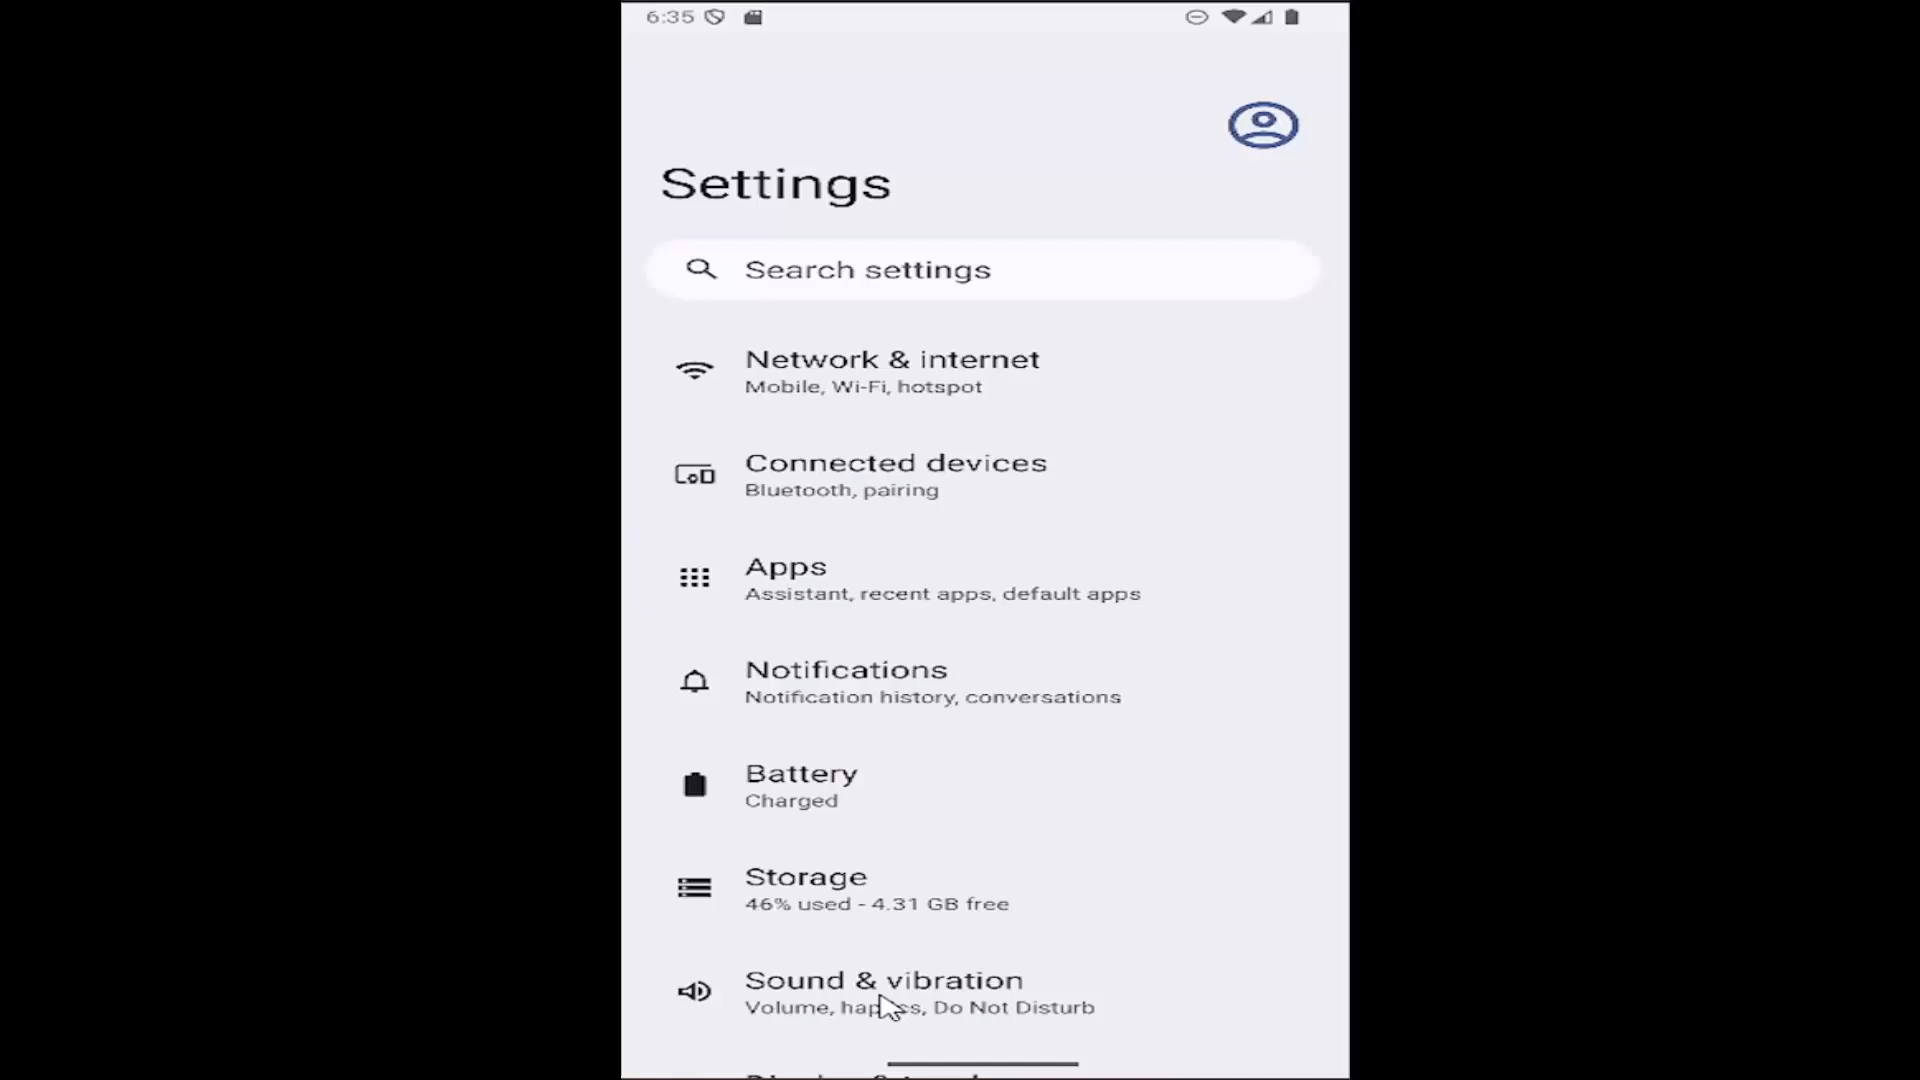 6:35
Settings
Search settings
Network & internet
Mobile, Wi-Fi, hotspot
Connected devices
Bluetooth, pairing
Apps
Assistant, recent apps, default apps
Notifications
Notification history, conversations
Battery
Charged
Storage
46% used - 4.31 GB free
Sound & vibration
Volume, haptics, Do Not Disturb